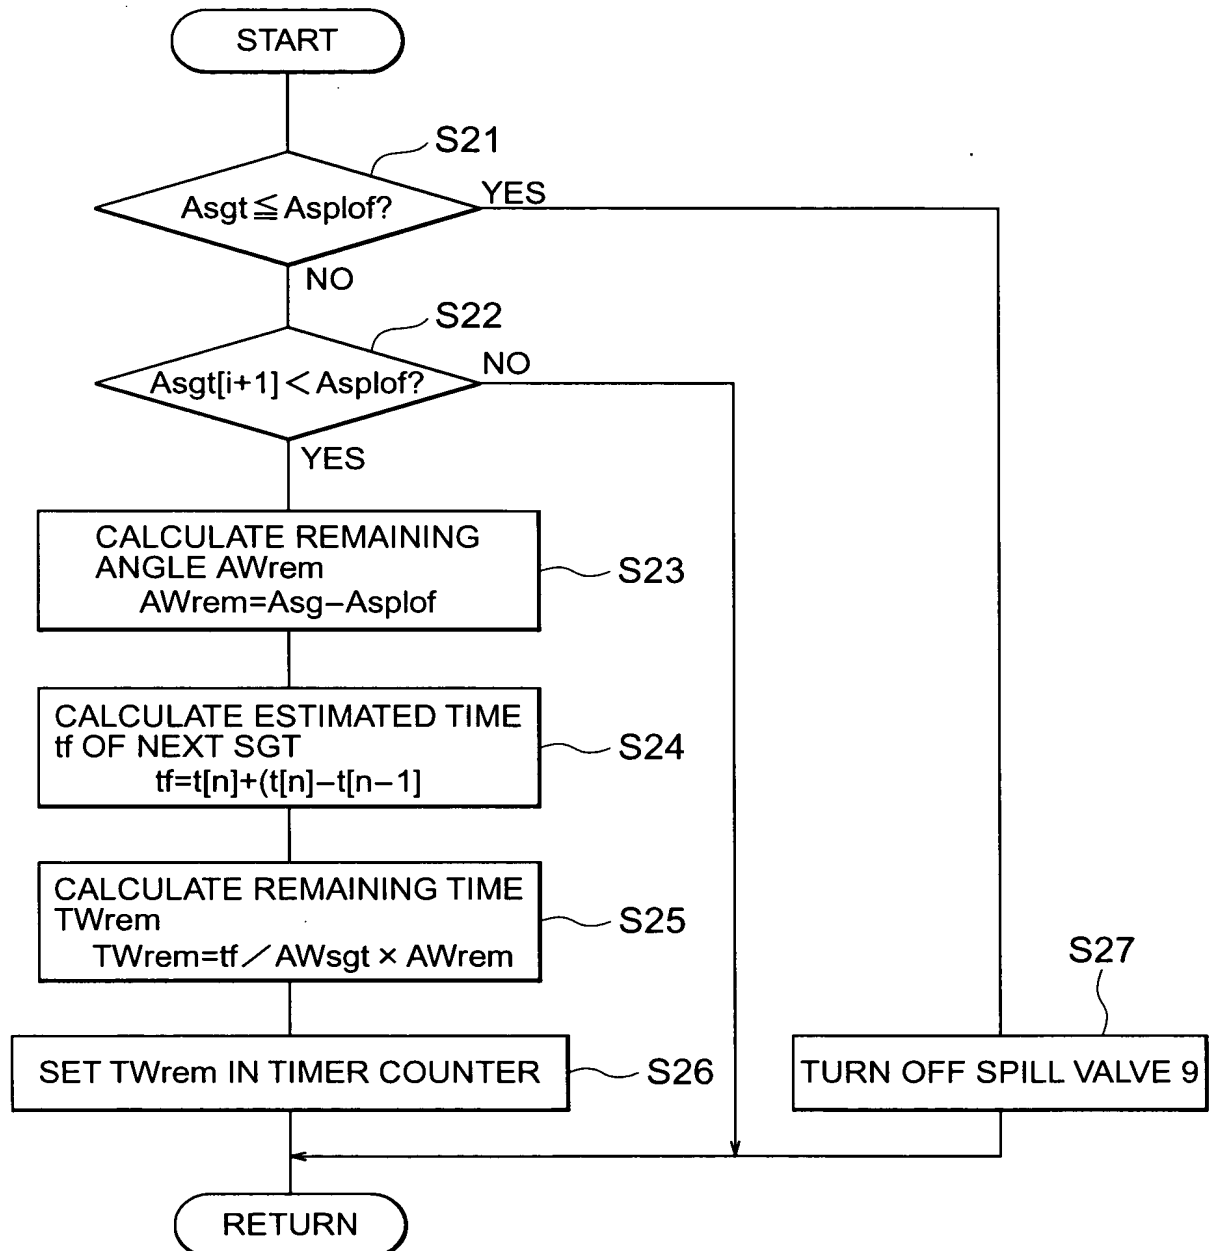 START
S21
Asgt≦Asplof?
YES
NO
S22
Asgt[i+1]<Asplof?
NO
YES
CALCULATE REMAINING
ANGLE AWrem
AWrem=Asg–Asplof
S23
CALCULATE ESTIMATED TIME
tf OF NEXT SGT
tf=t[n]+(t[n]–t[n–1]
S24
CALCULATE REMAINING TIME
TWrem
TWrem=tf/AWsgt × AWrem
S25
S27
SET TWrem IN TIMER COUNTER
S26
TURN OFF SPILL VALVE 9
RETURN